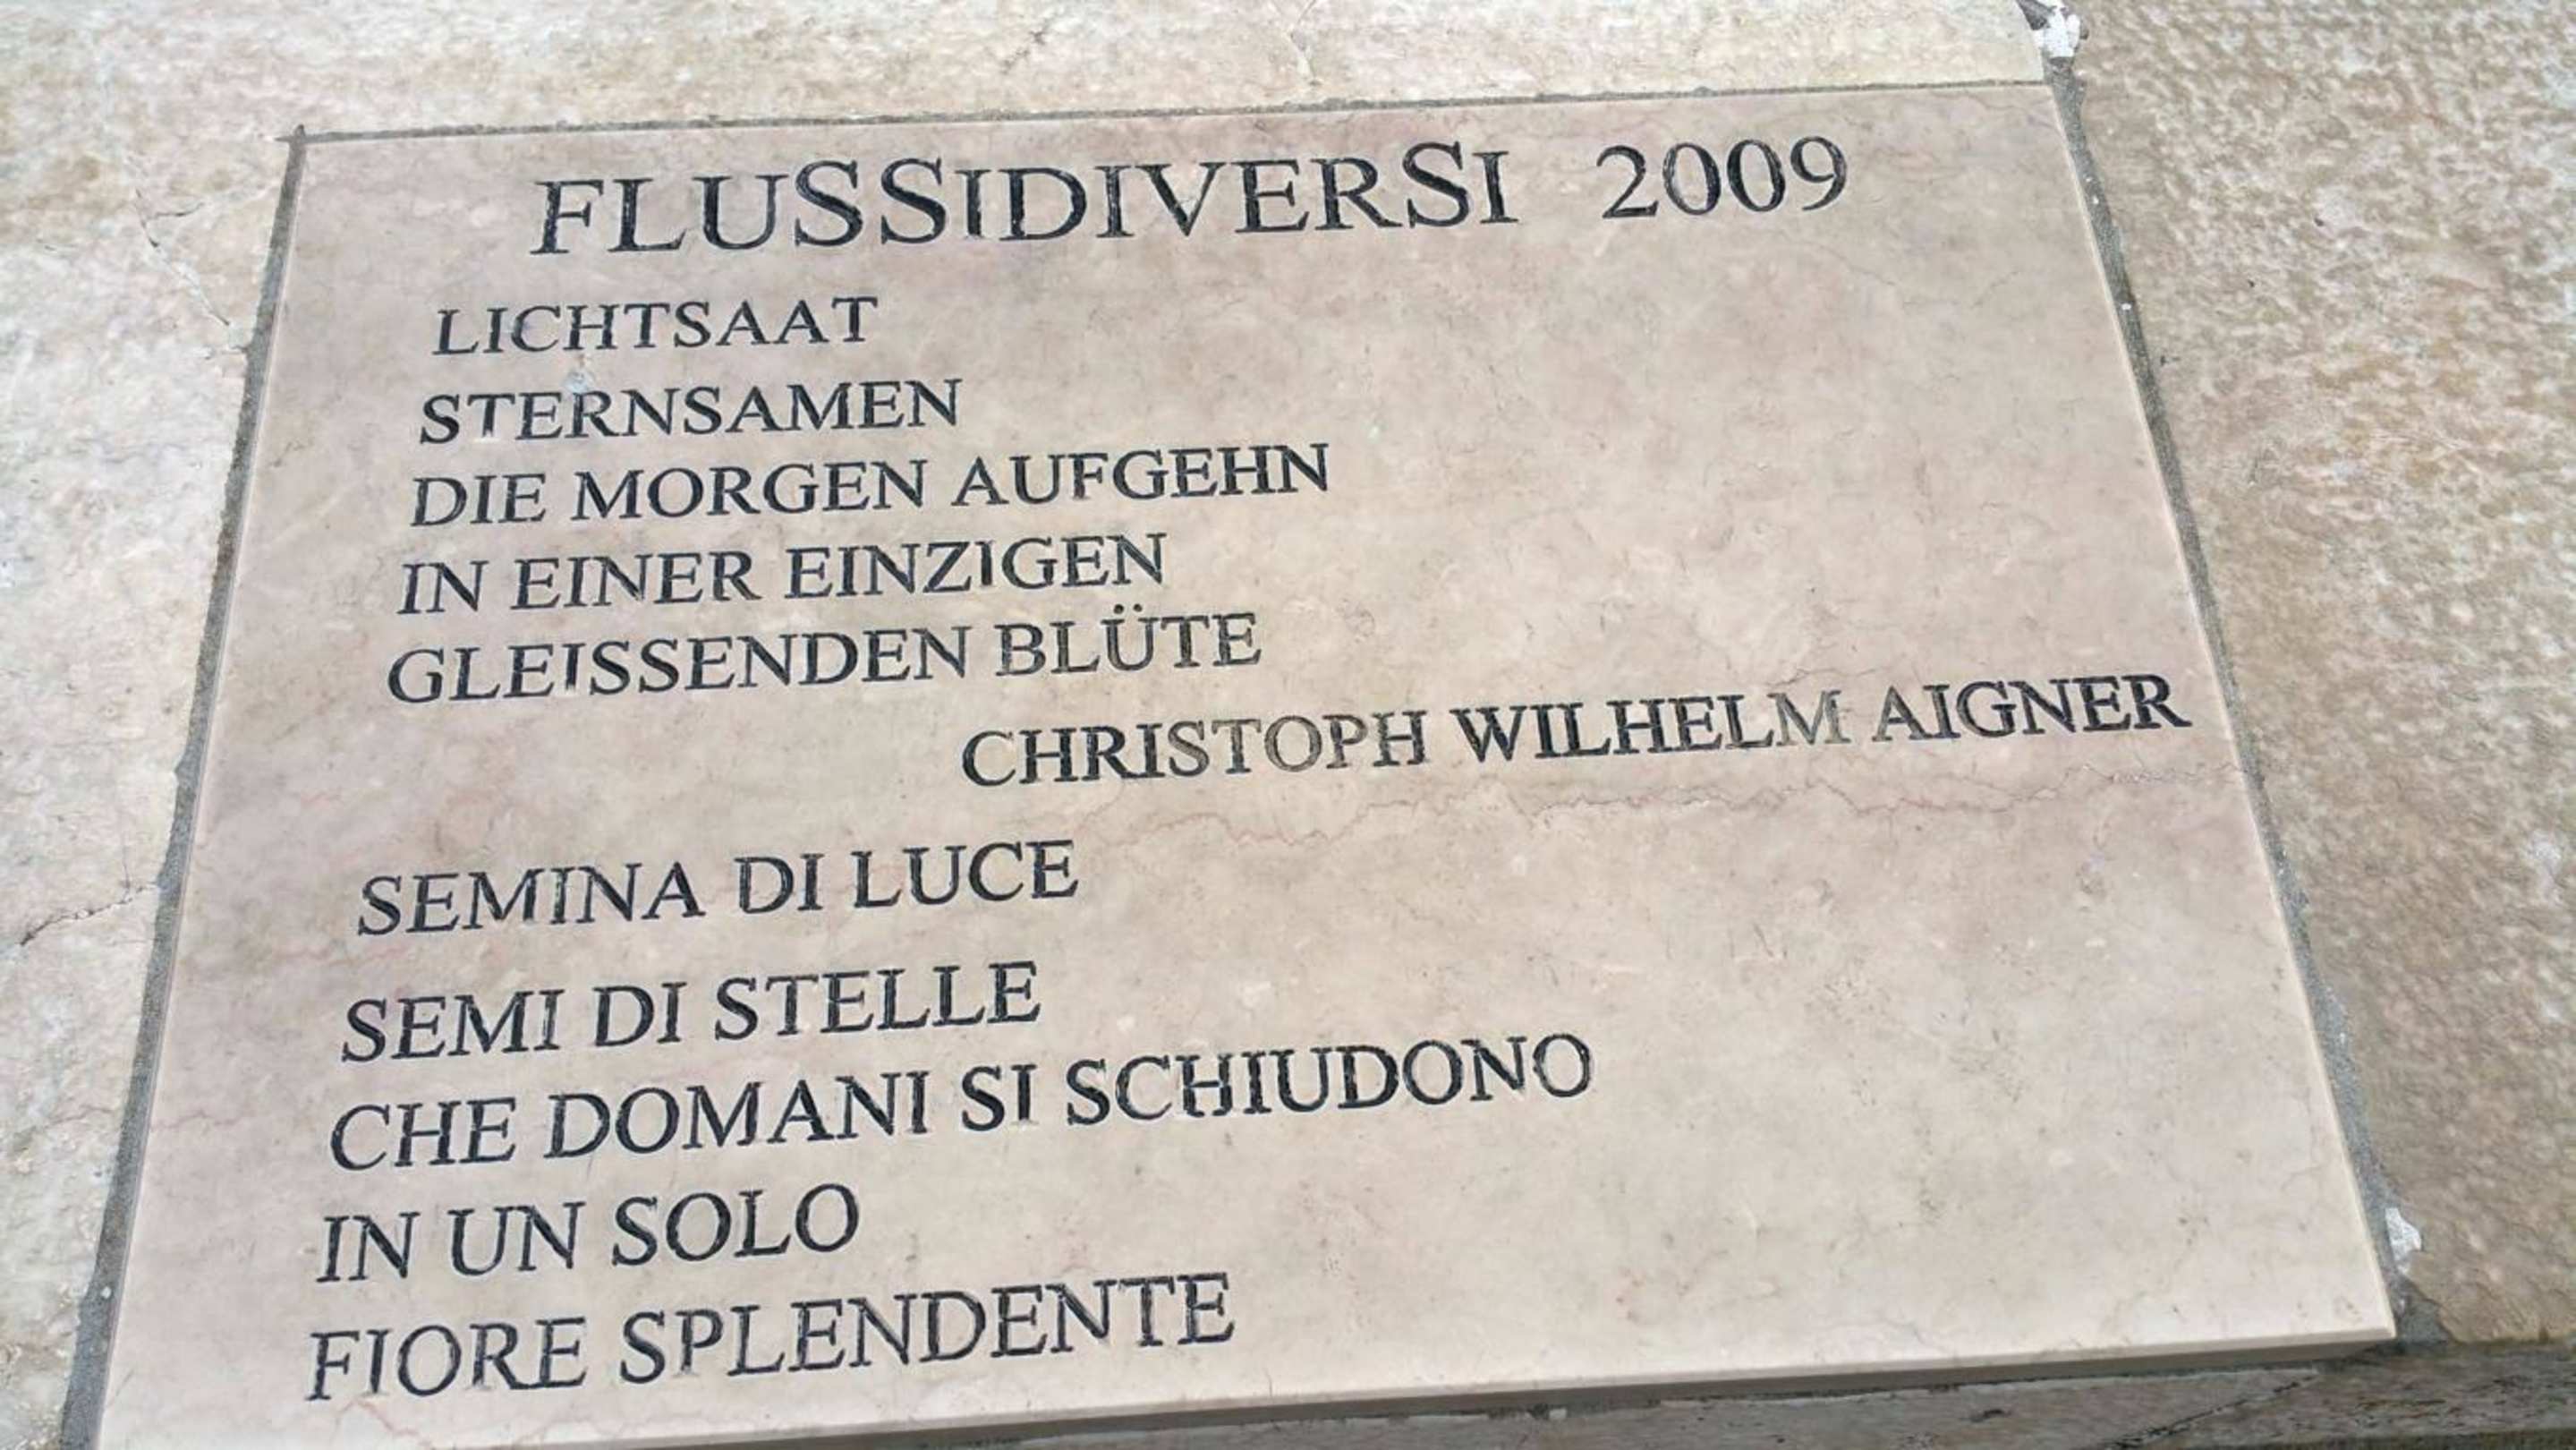 FLUSSIDIVERSI 2009
LICHTSAAT
STERNSAMEN
DIE MORGEN AUFGEHN
IN EINER EINZIGEN
GLEISSENDEN BLÜTE
CHRISTOPH WILHELM AIGNER
SEMINA DI LUCE
SEMI DI STELLE
CHE DOMANI SI SCHIUDONO
IN UN SOLO
FIORE SPLENDENTE